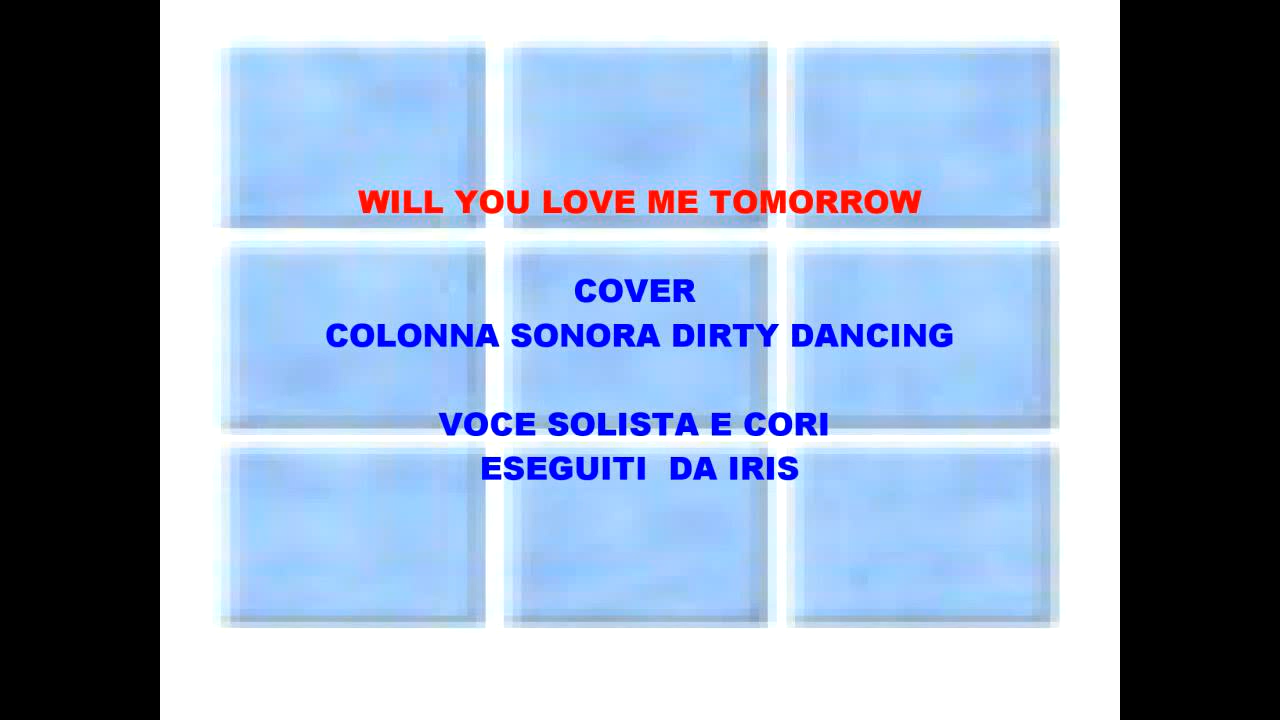 WILL YOU LOVE ME TOMORROW
COVER
COLONNA SONORA DIRTY DANCING
VOCE SOLISTA E CORI
ESEGUITI  DA IRIS